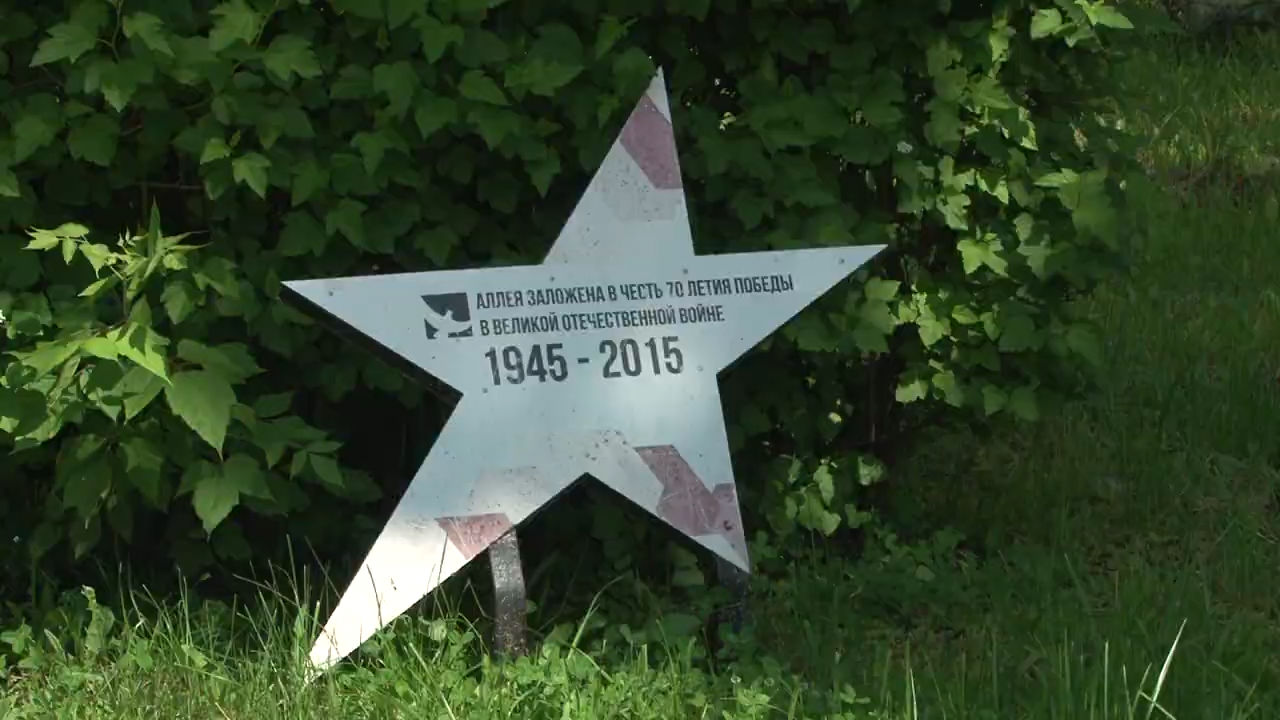 АЛЛЕЯ ЗАЛОЖЕНА В ЧЕСТЬ 70 ЛЕТИЯ ПОБЕДЫ
В ВЕЛИКОЙ ОТЕЧЕСТВЕННОЙ ВОЙНЕ
1945 - 2015